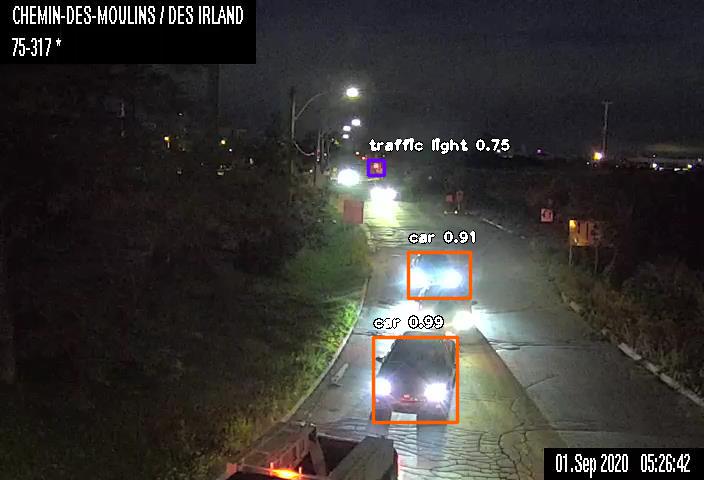 CHEMIN-DES-MOULINS / DES IRLAND
75-317 *
traffic light 0.75
car 0.91
car 0.99
01.Sep 2020 05:26:42